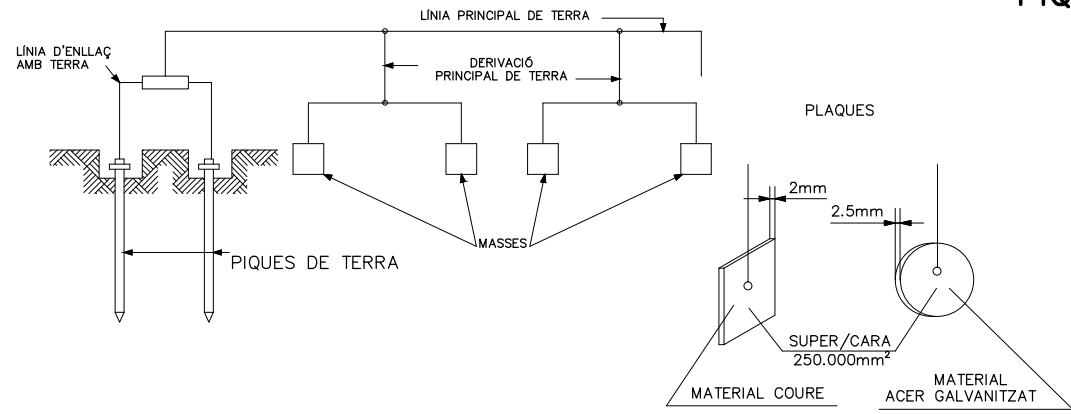 PIQ
LÍNIA PRINCIPAL DE TERRA
LÍNIA D'ENLLAÇ
AMB TERRA
DERIVACIÓ
PRINCIPAL DE TERRA
PLAQUES
2mm
2.5mm
MASSES
PIQUES DE TERRA
SUPER/CARA
250.000mm²
MATERIAL COURE
MATERIAL
ACER GALVANITZAT